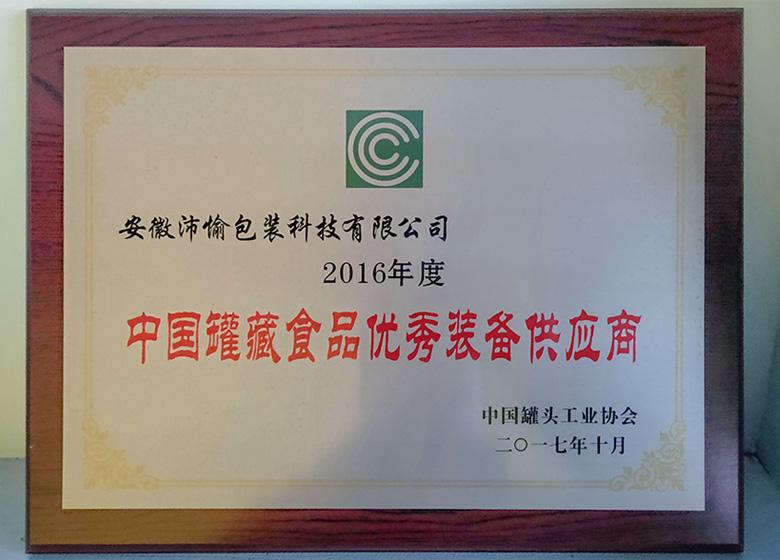 安徽沛愉包装科技有限公司
2016年度
中国罐藏食品优秀装备供应商
中国罐头工业协会
二〇一七年十月